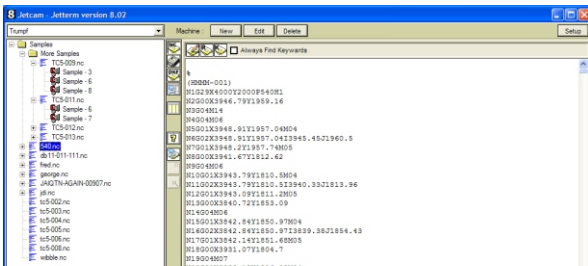 Jetcam - Jetterm version 8.02
Trumpf
Machine : New Edit Delete Setup
Always Find Keywords
Samples
More Samples
TC5-009.nc
Sample - 3
Sample - 6
Sample - 8
TC5-011.nc
Sample - 6
Sample - 7
TC5-012.nc
TC5-013.nc
540.nc
db11-011-111.nc
fred.nc
george.nc
JAIQTN-AGAIN-00907.nc
jdi.nc
tc5-002.nc
tc5-003.nc
tc5-004.nc
tc5-005.nc
tc5-006.nc
tc5-008.nc
wibble.nc
%
(HMMM-001)
N1G29X4000Y2000P540H1
N2G00X3946.79Y1959.16
N3G04M14
N4G04M06
N5G01X3948.91Y1957.04M04
N6G02X3948.91Y1957.04I3945.45J1960.5
N7G01X3948.2Y1957.74M05
N8G00X3941.67Y1812.62
N9G04M06
N10G01X3943.79Y1810.5M04
N11G02X3943.79Y1810.5I3940.33J1813.96
N12G01X3943.09Y1811.2M05
N13G00X3840.72Y1853.09
N14G04M06
N15G01X3842.84Y1850.97M04
N16G02X3842.84Y1850.97I3839.38J1854.43
N17G01X3842.14Y1851.68M05
N18G00X3931.07Y1804.7
N19G04M07